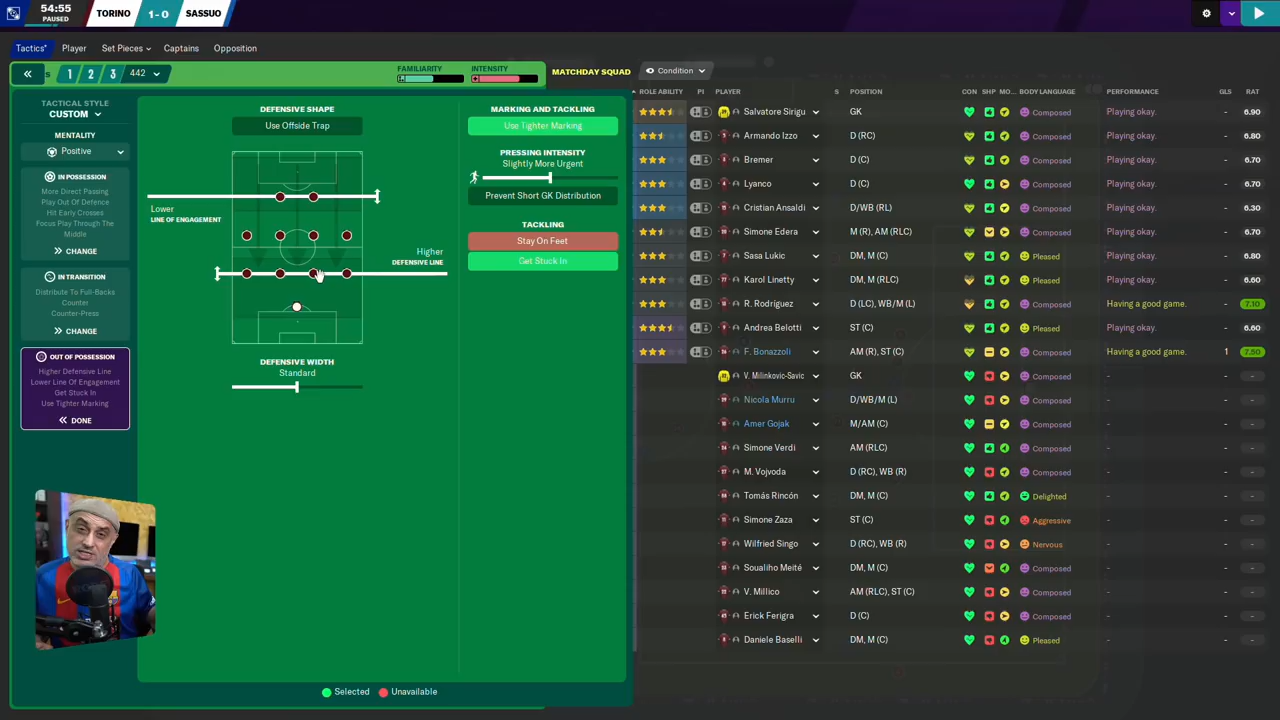 54:55
PAUSED
TORINO
1 - 0
SASSUO
Tactics*
Player
Set Pieces
Captains
Opposition
s
1
2
3
442
FAMILIARITY
INTENSITY
MATCHDAY SQUAD
Condition
TACTICAL STYLE
CUSTOM
MENTALITY
Positive
IN POSSESSION
More Direct Passing
Play Out Of Defence
Hit Early Crosses
Focus Play Through The
Middle
CHANGE
IN TRANSITION
Distribute To Full-Backs
Counter
Counter-Press
CHANGE
OUT OF POSSESSION
Higher Defensive Line
Lower Line Of Engagement
Get Stuck In
Use Tighter Marking
DONE
DEFENSIVE SHAPE
Use Offside Trap
Lower
LINE OF ENGAGEMENT
Higher
DEFENSIVE LINE
DEFENSIVE WIDTH
Standard
MARKING AND TACKLING
Use Tighter Marking
PRESSING INTENSITY
Slightly More Urgent
Prevent Short GK Distribution
TACKLING
Stay On Feet
Get Stuck In
Selected
Unavailable
ROLE ABILITY PI PLAYER S POSITION CON SHP MO... BODY LANGUAGE PERFORMANCE GLS RAT
Salvatore Sirigu GK Composed Playing okay. - 6.90
Armando Izzo D (RC) Composed Playing okay. - 6.80
Bremer D (C) Composed Playing okay. - 6.70
Lyanco D (C) Composed Playing okay. - 6.70
Cristian Ansaldi D/WB (RL) Composed Playing okay. - 6.30
Simone Edera M (R), AM (RLC) Composed Playing okay. - 6.70
Sasa Lukic DM, M (C) Pleased Playing okay. - 6.80
Karol Linetty DM, M (RLC) Pleased Playing okay. - 6.80
R. Rodríguez D (LC), WB/M (L) Composed Having a good game. - 7.10
Andrea Belotti ST (C) Pleased Playing okay. - 6.60
F. Bonazzoli AM (R), ST (C) Composed Having a good game. 1 7.50
V. Milinkovic-Savic GK Composed - - -
Nicola Murru D/WB/M (L) Composed - - -
Amer Gojak M/AM (C) Composed - - -
Simone Verdi AM (RLC) Composed - - -
M. Vojvoda D (RC), WB (R) Composed - - -
Tomás Rincón DM, M (C) Delighted - - -
Simone Zaza ST (C) Aggressive - - -
Wilfried Singo D (RC), WB (R) Nervous - - -
Soualiho Meité DM, M (C) Composed - - -
V. Millico AM (RLC), ST (C) Composed - - -
Erick Ferigra D (C) Composed - - -
Daniele Baselli DM, M (C) Pleased - - -